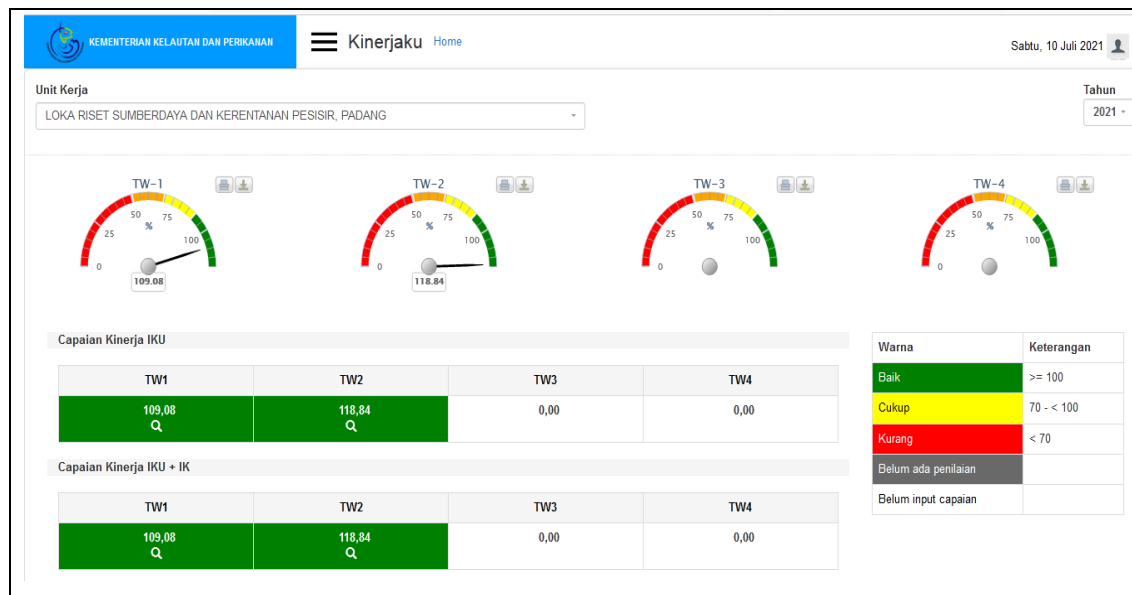 KEMENTERIAN KELAUTAN DAN PERIKANAN
Kinerjaku Home
Sabtu, 10 Juli 2021
Unit Kerja
Tahun
LOKA RISET SUMBERDAYA DAN KERENTANAN PESISIR, PADANG
2021
TW-1
0 25 50 75 100
%
109.08
TW-2
0 25 50 75 100
%
118.84
TW-3
0 25 50 75 100
%
TW-4
0 25 50 75 100
%
Capaian Kinerja IKU
TW1 TW2 TW3 TW4
109,08 118,84 0,00 0,00
Capaian Kinerja IKU + IK
TW1 TW2 TW3 TW4
109,08 118,84 0,00 0,00
Warna Keterangan
Baik >= 100
Cukup 70 - < 100
Kurang < 70
Belum ada penilaian
Belum input capaian